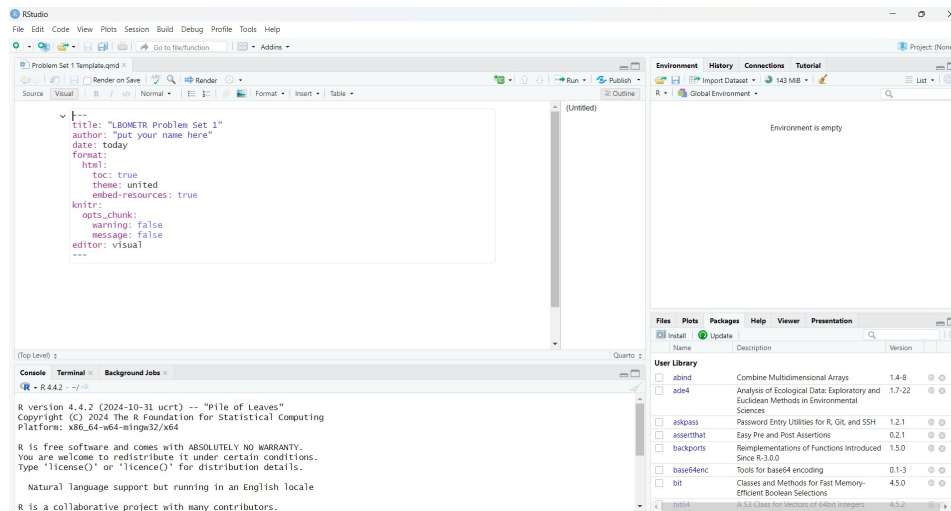 RStudio
File Edit Code View Plots Session Build Debug Profile Tools Help
Go to file/function
Addins
Project: (None
Problem Set 1 Template.qmd
Render on Save
Render
Run
Publish
Source Visual B I </> Normal Format Insert Table
Outline
---
title: "LBOMETR Problem Set 1"
author: "put your name here"
date: today
format:
  html:
    toc: true
    theme: united
    embed-resources: true
knitr:
  opts_chunk:
    warning: false
    message: false
editor: visual
---
(Untitled)
(Top Level)
Quarto
Console Terminal Background Jobs
R 4.4.2 · ~/
R version 4.4.2 (2024-10-31 ucrt) -- "Pile of Leaves"
Copyright (C) 2024 The R Foundation for Statistical Computing
Platform: x86_64-w64-mingw32/x64
R is free software and comes with ABSOLUTELY NO WARRANTY.
You are welcome to redistribute it under certain conditions.
Type 'license()' or 'licence()' for distribution details.
  Natural language support but running in an English locale
R is a collaborative project with many contributors.
Environment History Connections Tutorial
Import Dataset 143 MiB List
R Global Environment
Environment is empty
Files Plots Packages Help Viewer Presentation
Install Update
Name Description Version
User Library
abind Combine Multidimensional Arrays 1.4-8
ade4 Analysis of Ecological Data: Exploratory and 1.7-22
Euclidean Methods in Environmental
Sciences
askpass Password Entry Utilities for R, Git, and SSH 1.2.1
assertthat Easy Pre and Post Assertions 0.2.1
backports Reimplementations of Functions Introduced 1.5.0
Since R-3.0.0
base64enc Tools for base64 encoding 0.1-3
bit Classes and Methods for Fast Memory- 4.5.0
Efficient Boolean Selections
bit64 A S3 Class for Vectors of 64bit Integers 4.5.2